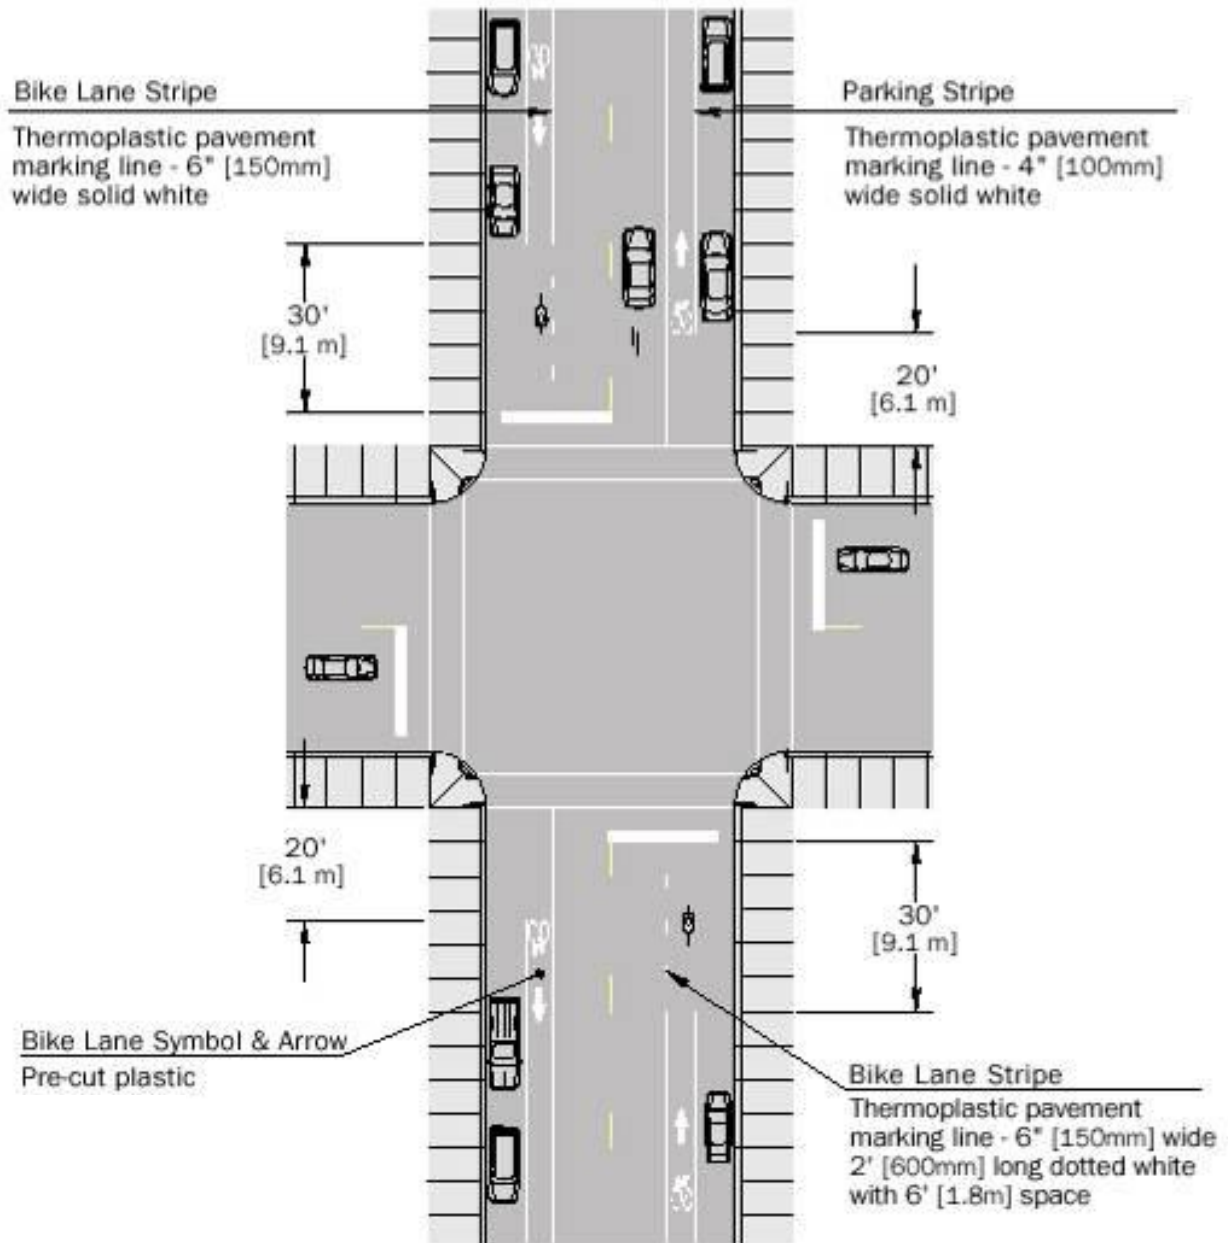 Bike Lane Stripe
Thermoplastic pavement
marking line - 6" [150mm]
wide solid white
Parking Stripe
Thermoplastic pavement
marking line - 4" [100mm]
wide solid white
30'
[9.1 m]
20'
[6.1 m]
20'
[6.1 m]
30'
[9.1 m]
Bike Lane Symbol & Arrow
Pre-cut plastic
Bike Lane Stripe
Thermoplastic pavement
marking line - 6" [150mm] wide
2' [600mm] long dotted white
with 6' [1.8m] space